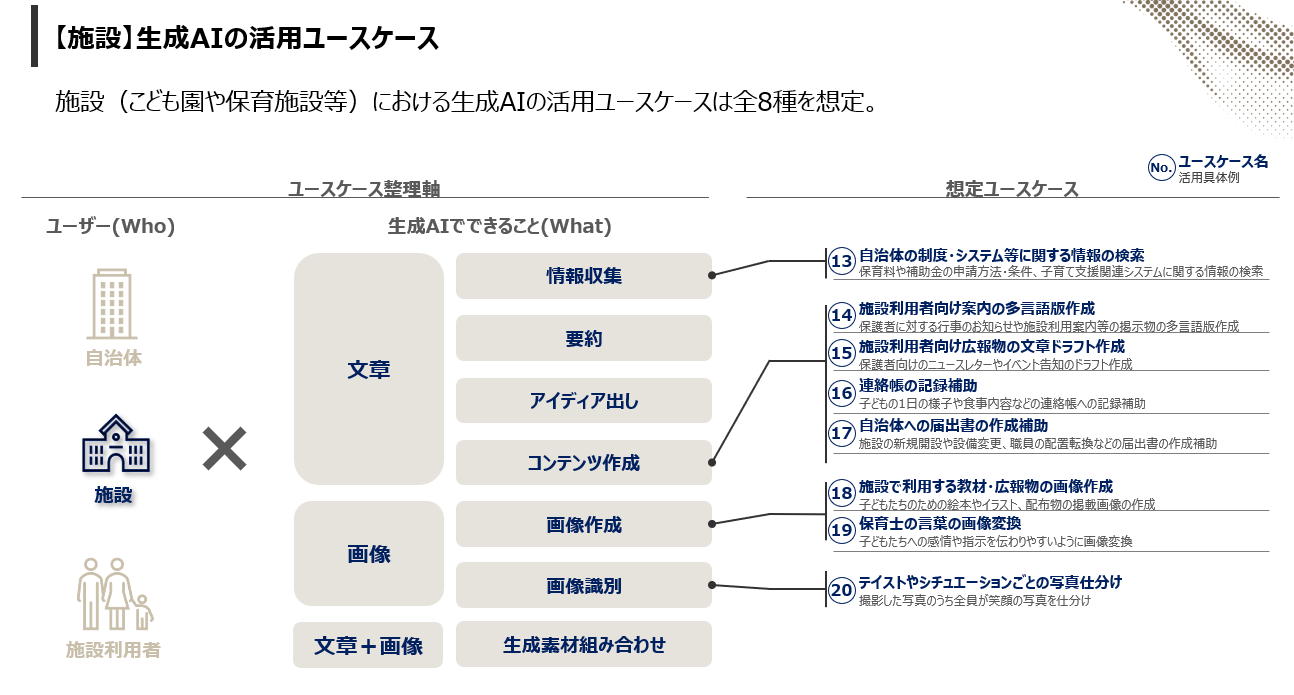 【施設】生成AIの活用ユースケース
施設（こども園や保育施設等）における生成AIの活用ユースケースは全8種を想定。
No.
ユースケース名
活用具体例
ユースケース整理軸
想定ユースケース
ユーザー(Who)
生成AIでできること(What)
自治体
施設
施設利用者
文章
画像
文章＋画像
情報収集
要約
アイディア出し
コンテンツ作成
画像作成
画像識別
生成素材組み合わせ
13 自治体の制度・システム等に関する情報の検索
保育料や補助金の申請方法・条件、子育て支援関連システムに関する情報の検索
14 施設利用者向け案内の多言語版作成
保護者に対する行事のお知らせや施設利用案内等の掲示物の多言語版作成
15 施設利用者向け広報物の文章ドラフト作成
保護者向けのニュースレターやイベント告知のドラフト作成
16 連絡帳の記録補助
子どもの1日の様子や食事内容などの連絡帳への記録補助
17 自治体への届出書の作成補助
施設の新規開設や設備変更、職員の配置転換などの届出書の作成補助
18 施設で利用する教材・広報物の画像作成
子どもたちのための絵本やイラスト、配布物の掲載画像の作成
19 保育士の言葉の画像変換
子どもたちへの感情や指示を伝わりやすいように画像変換
20 テイストやシチュエーションごとの写真仕分け
撮影した写真のうち全員が笑顔の写真を仕分け